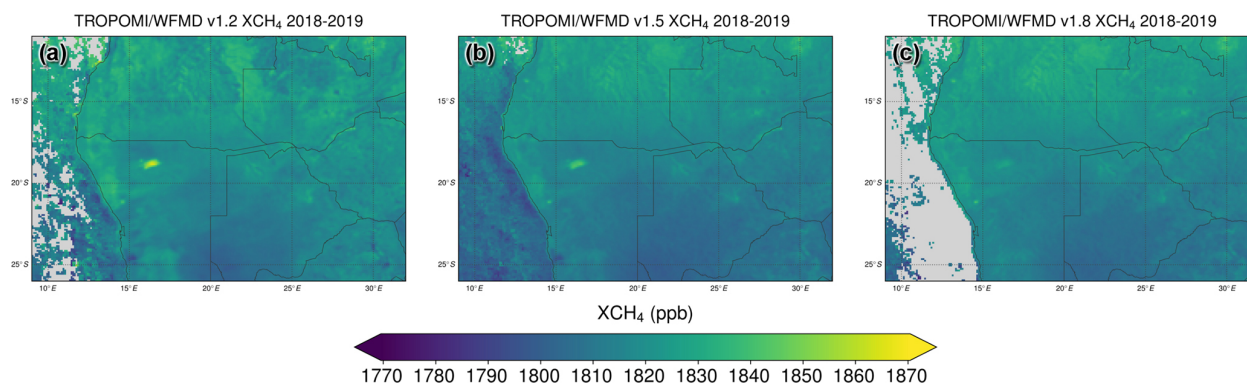 TROPOMI/WFMD v1.2 XCH₄ 2018-2019
TROPOMI/WFMD v1.5 XCH₄ 2018-2019
TROPOMI/WFMD v1.8 XCH₄ 2018-2019
(a)
(b)
(c)
15°S
20°S
25°S
15°S
20°S
25°S
15°S
20°S
25°S
10°E 15°E 20°E 25°E 30°E
10°E 15°E 20°E 25°E 30°E
10°E 15°E 20°E 25°E 30°E
XCH₄ (ppb)
1770 1780 1790 1800 1810 1820 1830 1840 1850 1860 1870